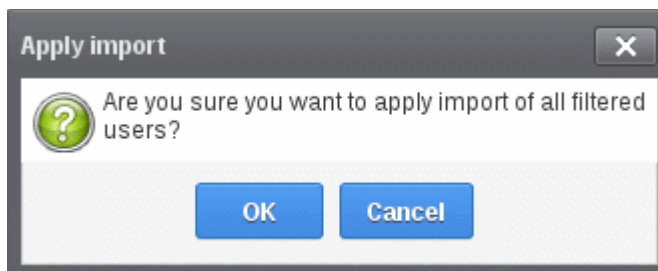 Apply import
Are you sure you want to apply import of all filtered
users?
OK
Cancel